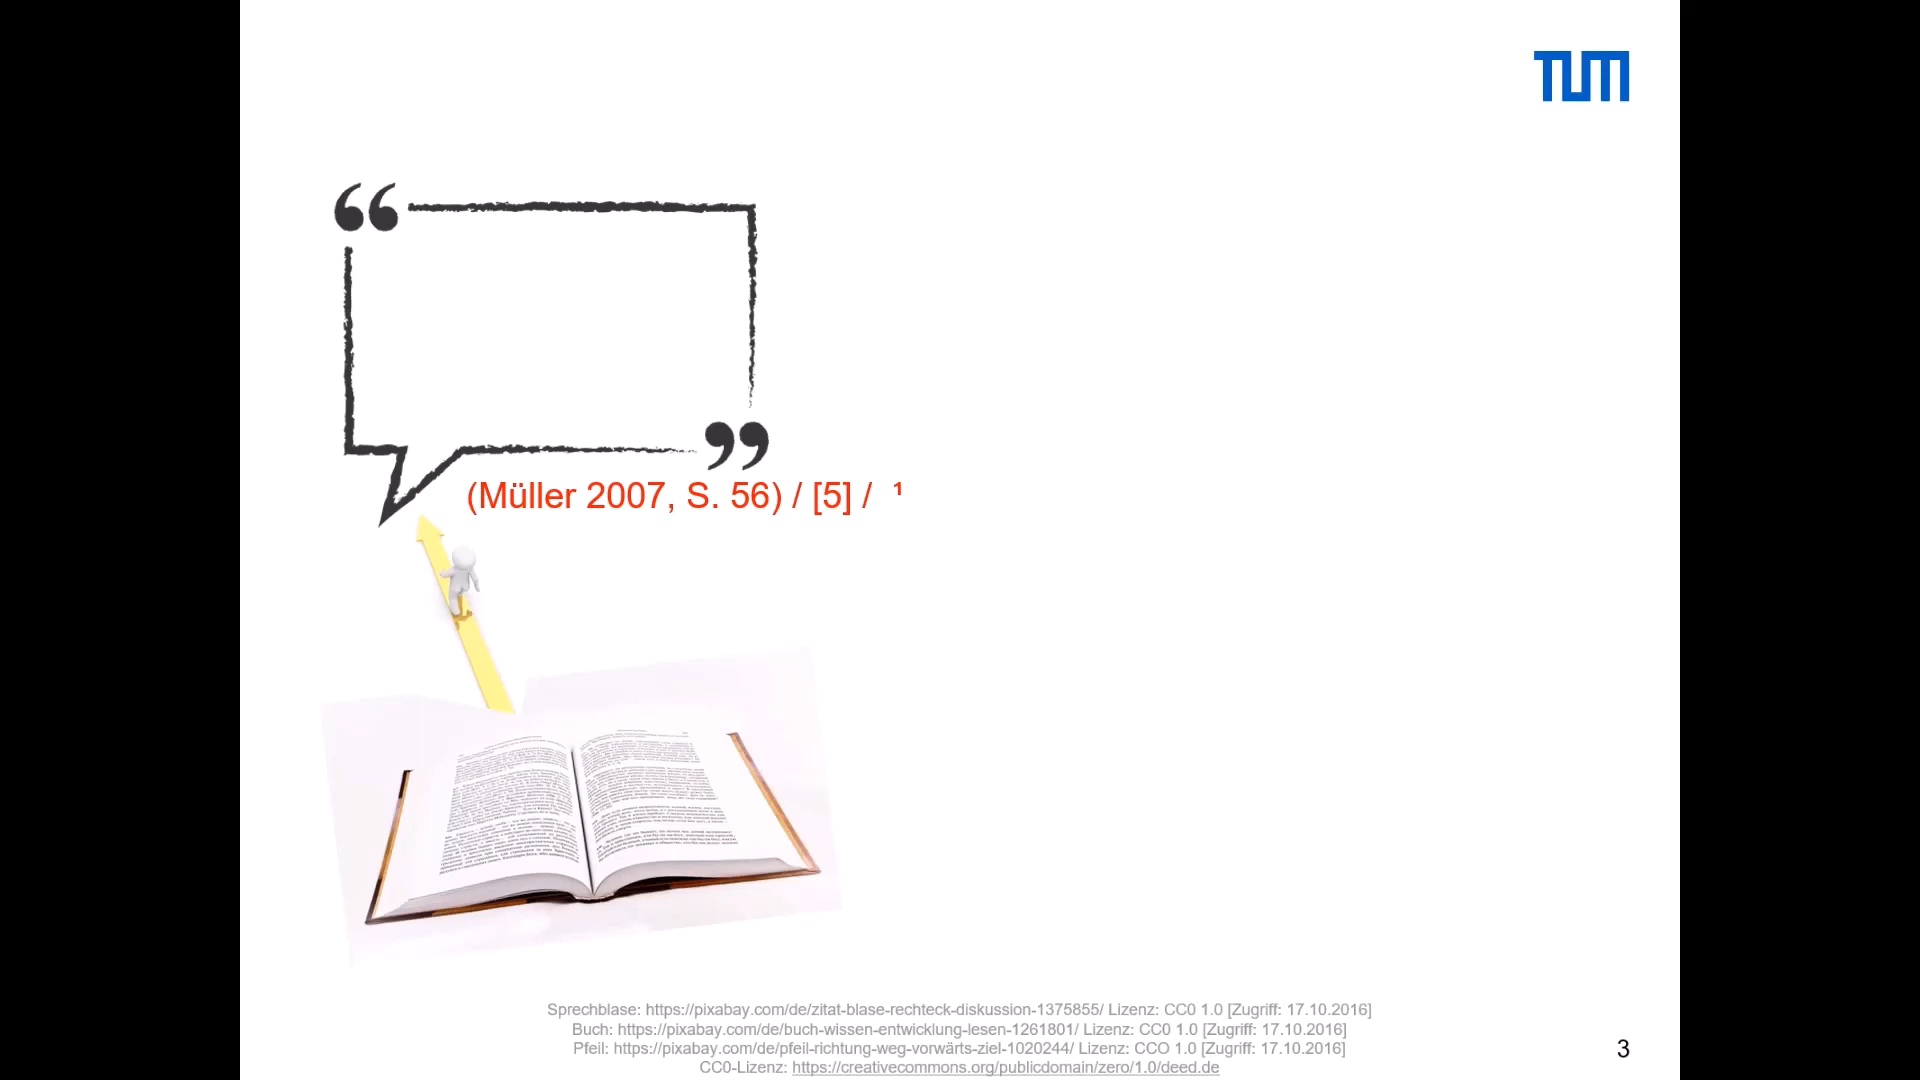 TUM
“
”
(Müller 2007, S. 56) / [5] / ¹
Sprechblase: https://pixabay.com/de/zitat-blase-rechteck-diskussion-1375855/ Lizenz: CC0 1.0 [Zugriff: 17.10.2016]
Buch: https://pixabay.com/de/buch-wissen-entwicklung-lesen-1261801/ Lizenz: CC0 1.0 [Zugriff: 17.10.2016]
Pfeil: https://pixabay.com/de/pfeil-richtung-weg-vorwärts-ziel-1020244/ Lizenz: CCO 1.0 [Zugriff: 17.10.2016]
CC0-Lizenz: https://creativecommons.org/publicdomain/zero/1.0/deed.de
3